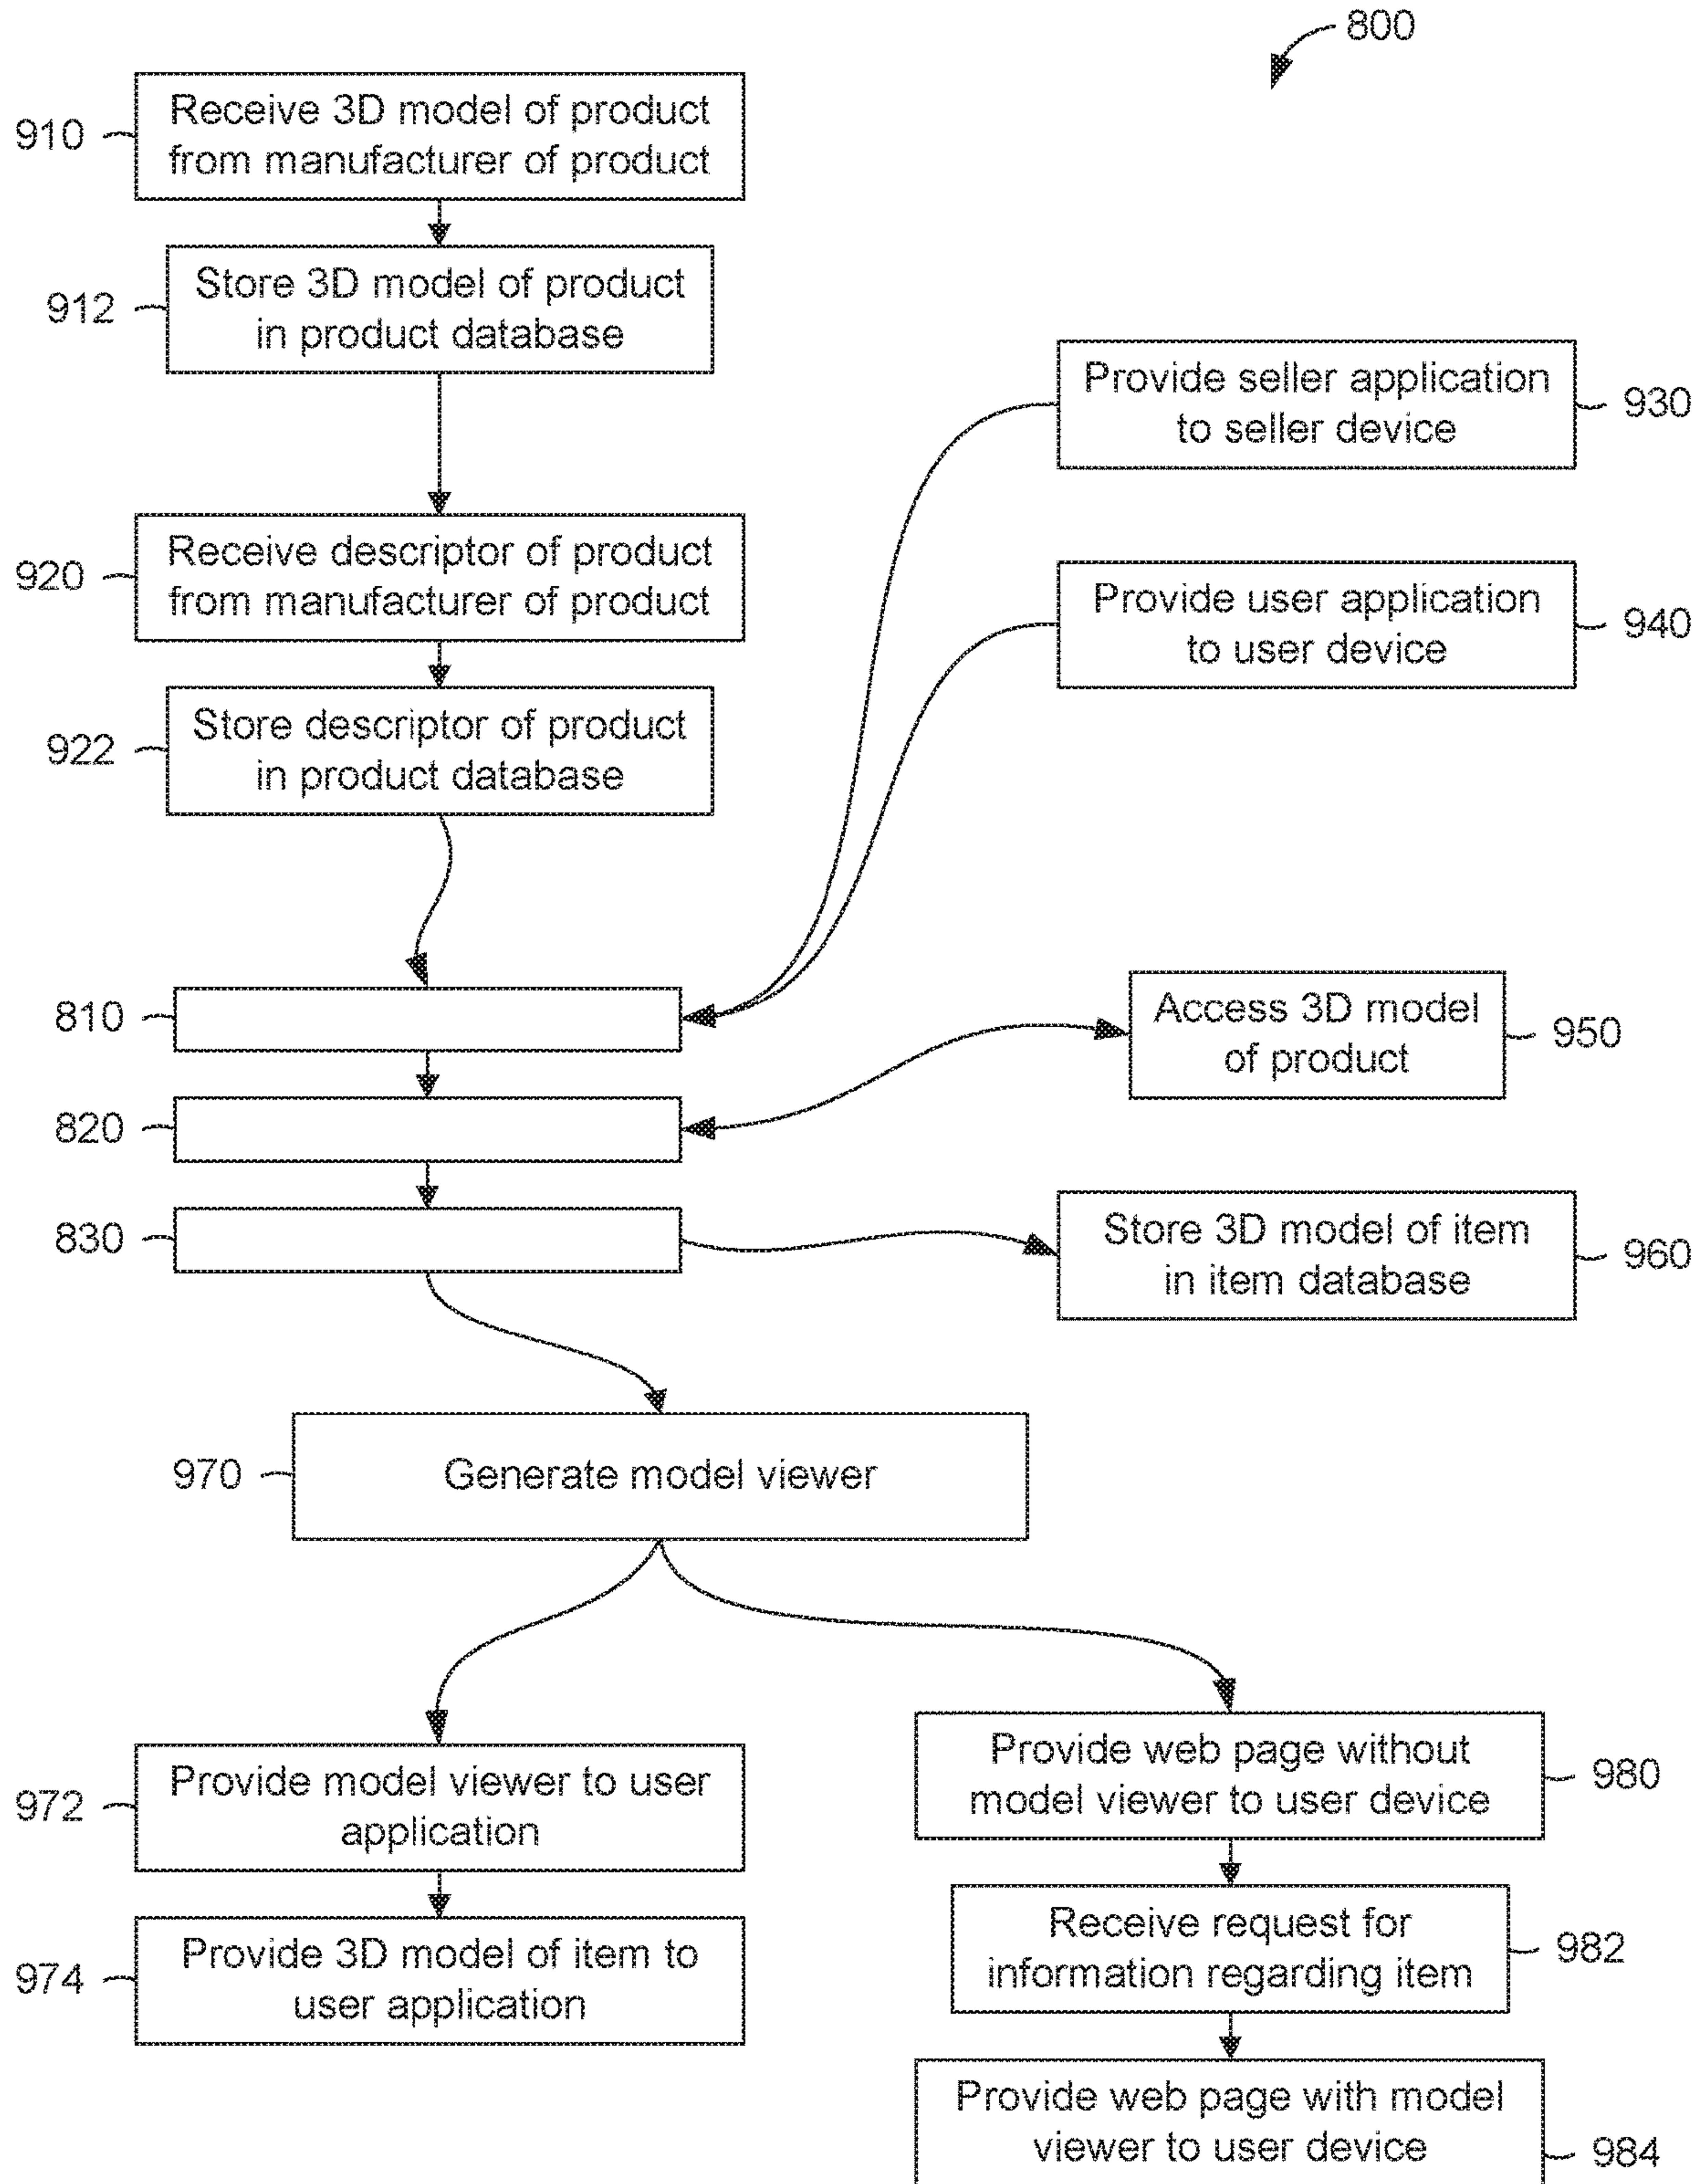 800
910
Receive 3D model of product
from manufacturer of product
912
Store 3D model of product
in product database
Provide seller application
to seller device
930
920
Receive descriptor of product
from manufacturer of product
Provide user application
to user device
940
922
Store descriptor of product
in product database
810
Access 3D model
of product
950
820
830
Store 3D model of item
in item database
960
970
Generate model viewer
972
Provide model viewer to user
application
Provide web page without
model viewer to user device
980
974
Provide 3D model of item to
user application
Receive request for
information regarding item
982
Provide web page with model
viewer to user device
984